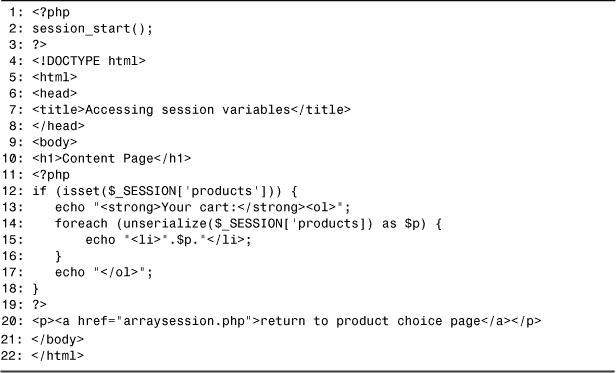 1: <?php
2: session_start();
3: ?>
4: <!DOCTYPE html>
5: <html>
6: <head>
7: <title>Accessing session variables</title>
8: </head>
9: <body>
10: <h1>Content Page</h1>
11: <?php
12: if (isset($_SESSION['products'])) {
13:    echo "<strong>Your cart:</strong><ol>";
14:    foreach (unserialize($_SESSION['products]) as $p) {
15:        echo "<li>".$p."</li>;
16:    }
17:    echo "</ol>";
18: }
19: ?>
20: <p><a href="arraysession.php">return to product choice page</a></p>
21: </body>
22: </html>